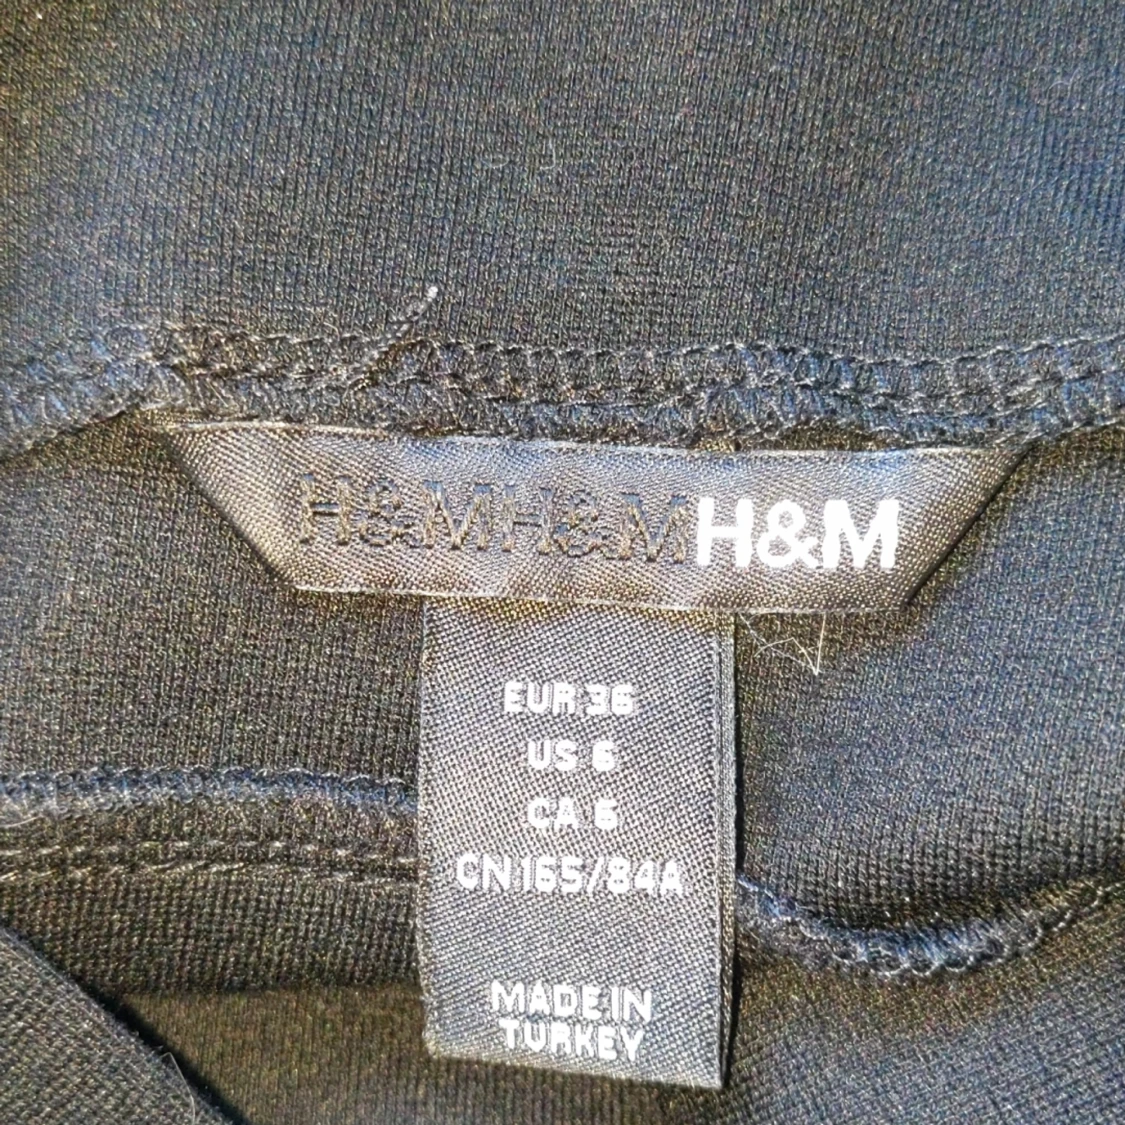 H&MH&MH&M
EUR 36
US 6
CA 6
CN 165/84A
MADE IN
TURKEY